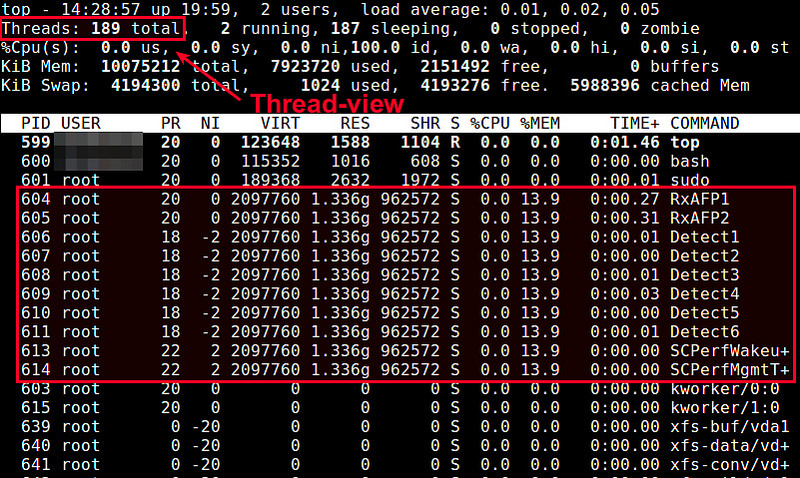 top - 14:28:57 up 19:59,  2 users,  load average: 0.01, 0.02, 0.05
Threads: 189 total,   2 running, 187 sleeping,   0 stopped,   0 zombie
%Cpu(s):  0.0 us,  0.0 sy,  0.0 ni,100.0 id,  0.0 wa,  0.0 hi,  0.0 si,  0.0 st
KiB Mem:  10075212 total,  7923720 used,  2151492 free,        0 buffers
KiB Swap:  4194300 total,     1024 used,  4193276 free.  5988396 cached Mem
Thread-view
PID USER      PR  NI    VIRT    RES    SHR S %CPU %MEM     TIME+ COMMAND
599           20   0  123648   1588   1104 R  0.0  0.0   0:01.46 top
600           20   0  115352   1016    608 S  0.0  0.0   0:00.00 bash
601 root      20   0  189368   2632   1972 S  0.0  0.0   0:00.01 sudo
604 root      20   0 2097760 1.336g 962572 S  0.0 13.9   0:00.27 RxAFP1
605 root      20   0 2097760 1.336g 962572 S  0.0 13.9   0:00.31 RxAFP2
606 root      18  -2 2097760 1.336g 962572 S  0.0 13.9   0:00.01 Detect1
607 root      18  -2 2097760 1.336g 962572 S  0.0 13.9   0:00.00 Detect2
608 root      18  -2 2097760 1.336g 962572 S  0.0 13.9   0:00.01 Detect3
609 root      18  -2 2097760 1.336g 962572 S  0.0 13.9   0:00.03 Detect4
610 root      18  -2 2097760 1.336g 962572 S  0.0 13.9   0:00.00 Detect5
611 root      18  -2 2097760 1.336g 962572 S  0.0 13.9   0:00.01 Detect6
613 root      22   2 2097760 1.336g 962572 S  0.0 13.9   0:00.00 SCPerfWakeu+
614 root      22   2 2097760 1.336g 962572 S  0.0 13.9   0:00.00 SCPerfMgmtT+
603 root      20   0       0      0      0 S  0.0  0.0   0:00.00 kworker/0:0
615 root      20   0       0      0      0 S  0.0  0.0   0:00.00 kworker/1:0
639 root       0 -20       0      0      0 S  0.0  0.0   0:00.00 xfs-buf/vda1
640 root       0 -20       0      0      0 S  0.0  0.0   0:00.00 xfs-data/vd+
641 root       0 -20       0      0      0 S  0.0  0.0   0:00.00 xfs-conv/vd+